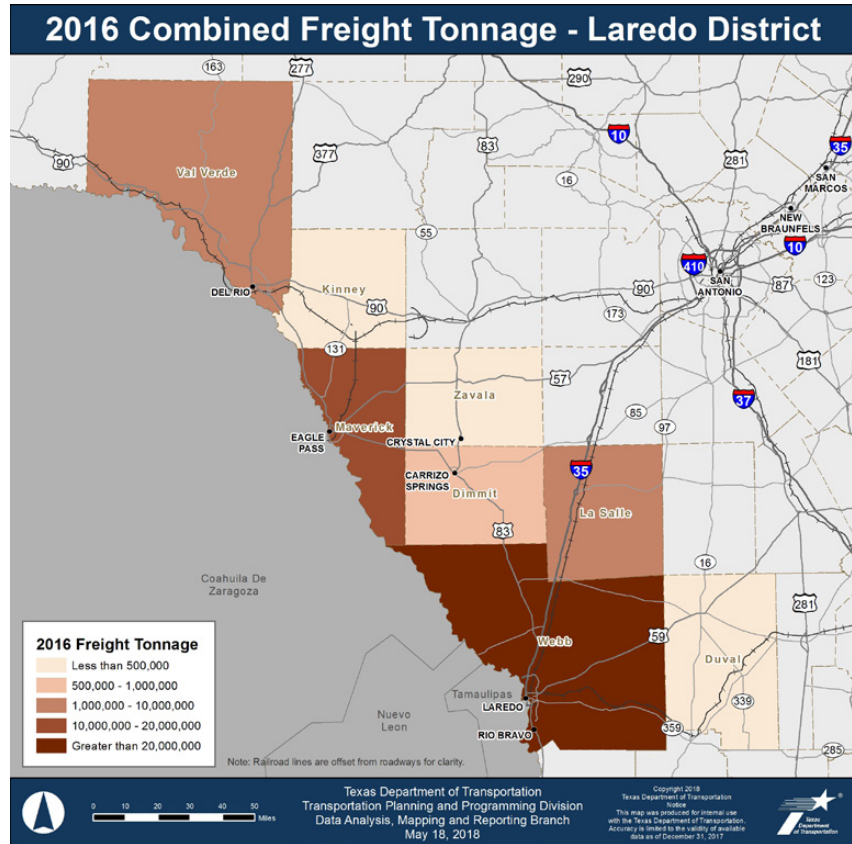 2016 Combined Freight Tonnage - Laredo District
163
277
290
10
83
35
90
377
281
16
SAN
MARCOS
Val Verde
NEW
BRAUNFELS
55
10
410
SAN
ANTONIO
DEL RIO
Kinney
90
87
123
90
173
131
181
57
Zavala
37
85
97
Maverick
EAGLE
PASS
CRYSTAL CITY
CARRIZO
SPRINGS
35
Dimmit
La Salle
83
16
Coahuila De
Zaragoza
281
59
Webb
Duval
Tamaulipas
LAREDO
339
Nuevo
Leon
RIO BRAVO
359
285
2016 Freight Tonnage
Less than 500,000
500,000 - 1,000,000
1,000,000 - 10,000,000
10,000,000 - 20,000,000
Greater than 20,000,000
Note: Railroad lines are offset from roadways for clarity.
0 10 20 30 40 50
Miles
Texas Department of Transportation
Transportation Planning and Programming Division
Data Analysis, Mapping and Reporting Branch
May 18, 2018
Copyright 2018
Texas Department of Transportation
Notice
This map was produced for internal use
with the Texas Department of Transportation.
Accuracy is limited to the validity of available
data as of December 31, 2017
Texas
Department
of Transportation